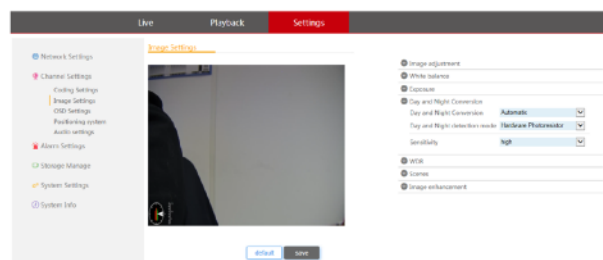 Live Playback Settings
Network Settings
Channel Settings
Coding Settings
Image Settings
OSD Settings
Positioning system
Audio settings
Alarm Settings
Storage Manage
System Settings
System Info
Image Settings
Image adjustment
White balance
Exposure
Day and Night Conversion
Day and Night Conversion Automatic
Day and Night detection mode Hardware Photoresistor
Sensitivity high
WDR
Scenes
Image enhancement
default save